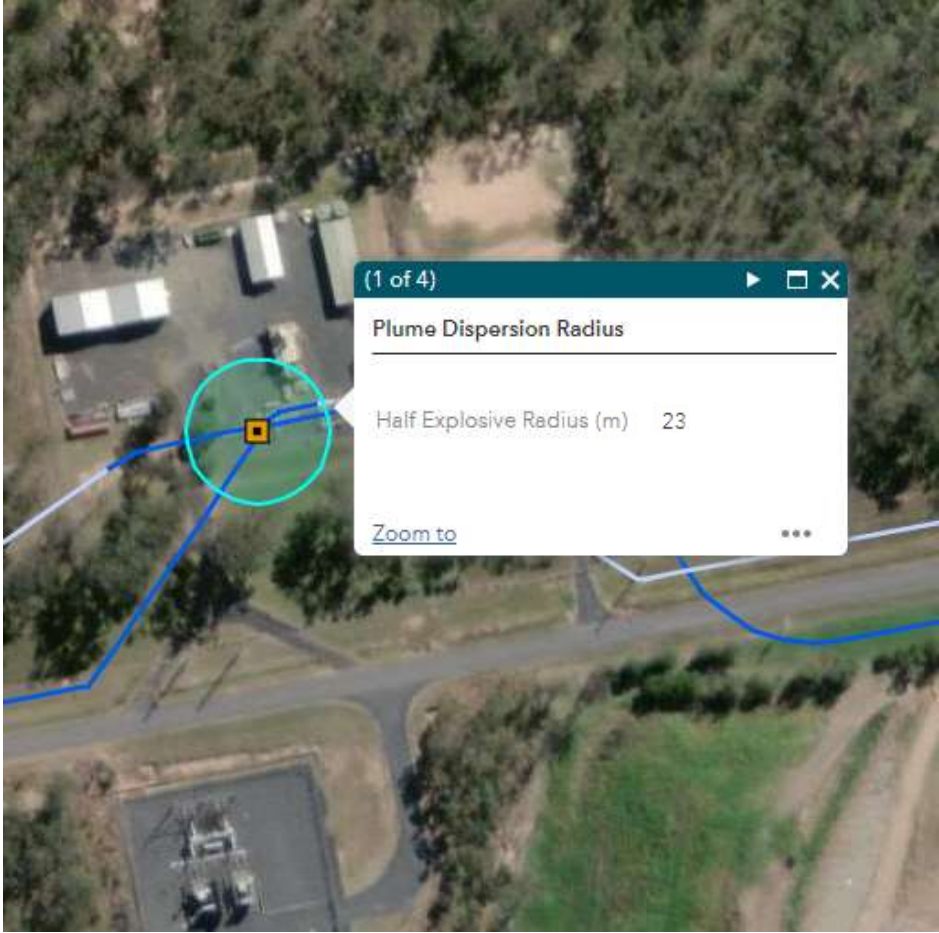 (1 of 4)
Plume Dispersion Radius
Half Explosive Radius (m) 23
Zoom to